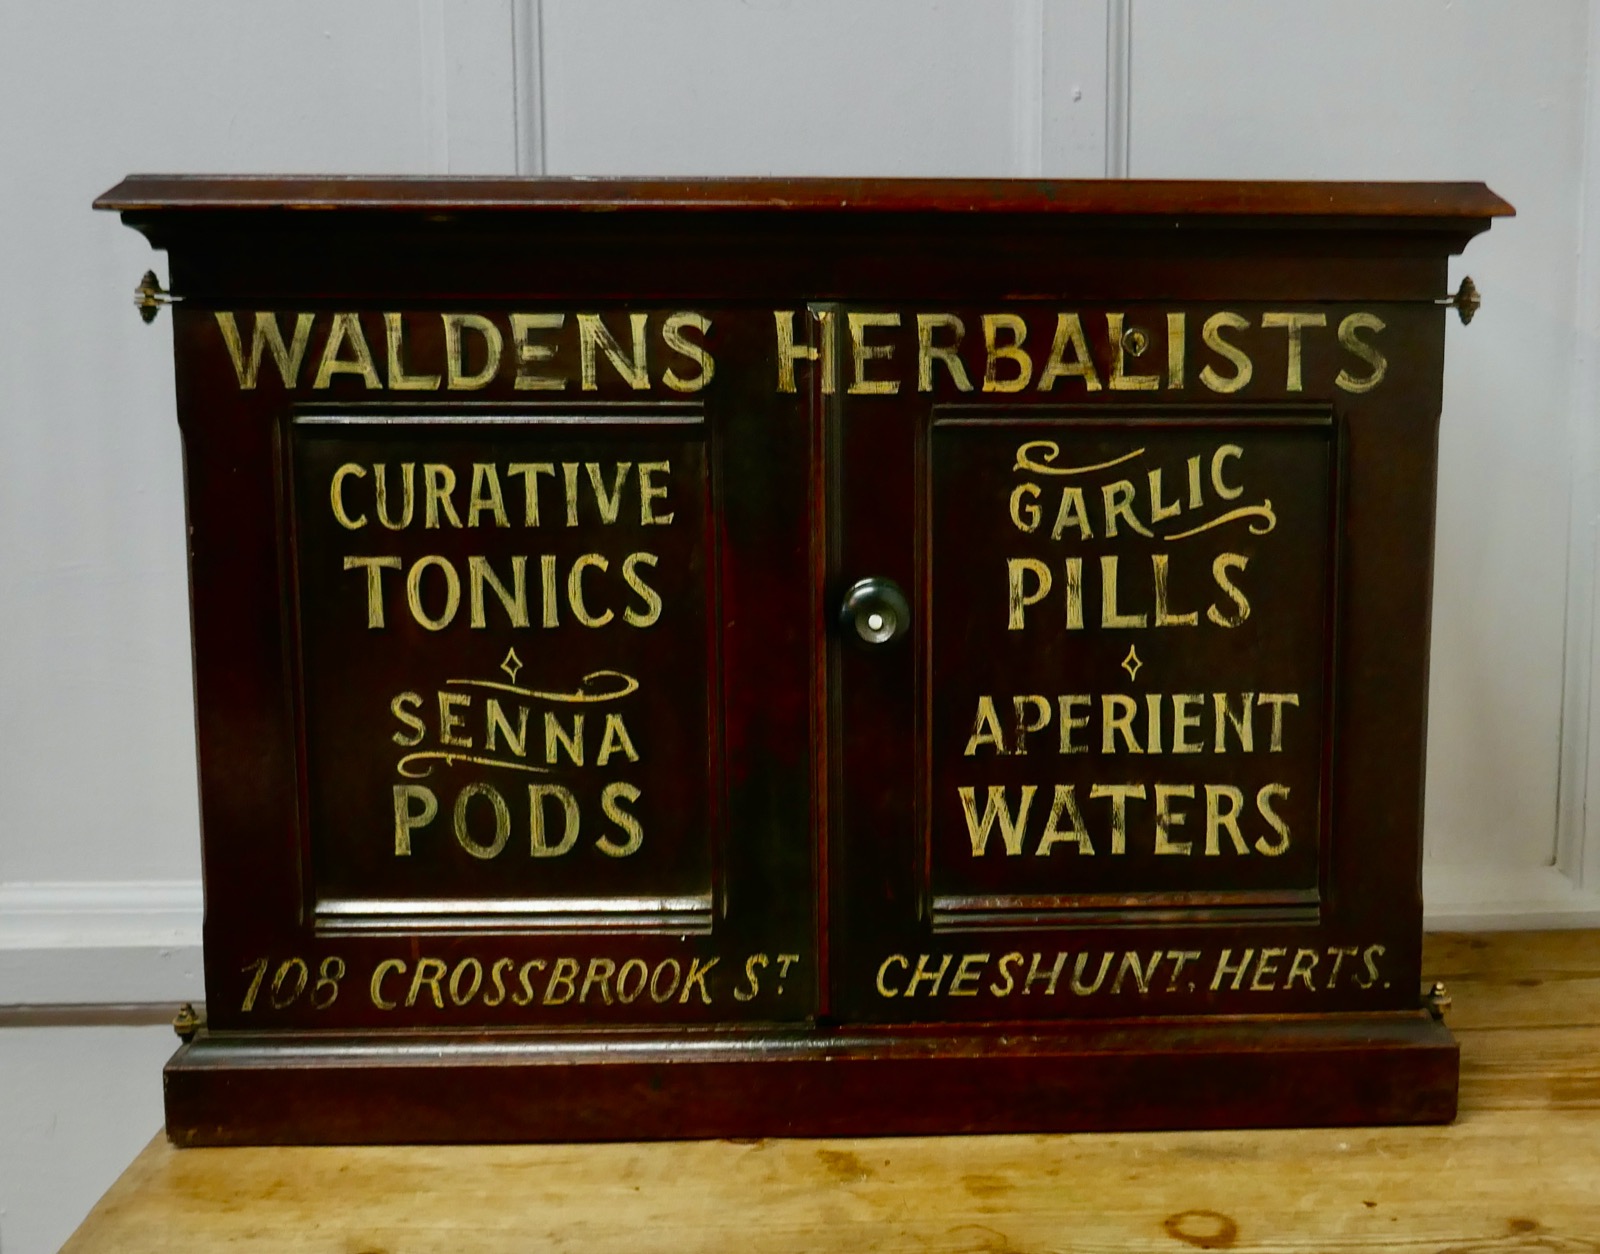 WALDENS HERBALISTS
CURATIVE
TONICS
SENNA
PODS
GARLIC
PILLS
APERIENT
WATERS
108 CROSSBROOK ST CHESHUNT. HERTS.